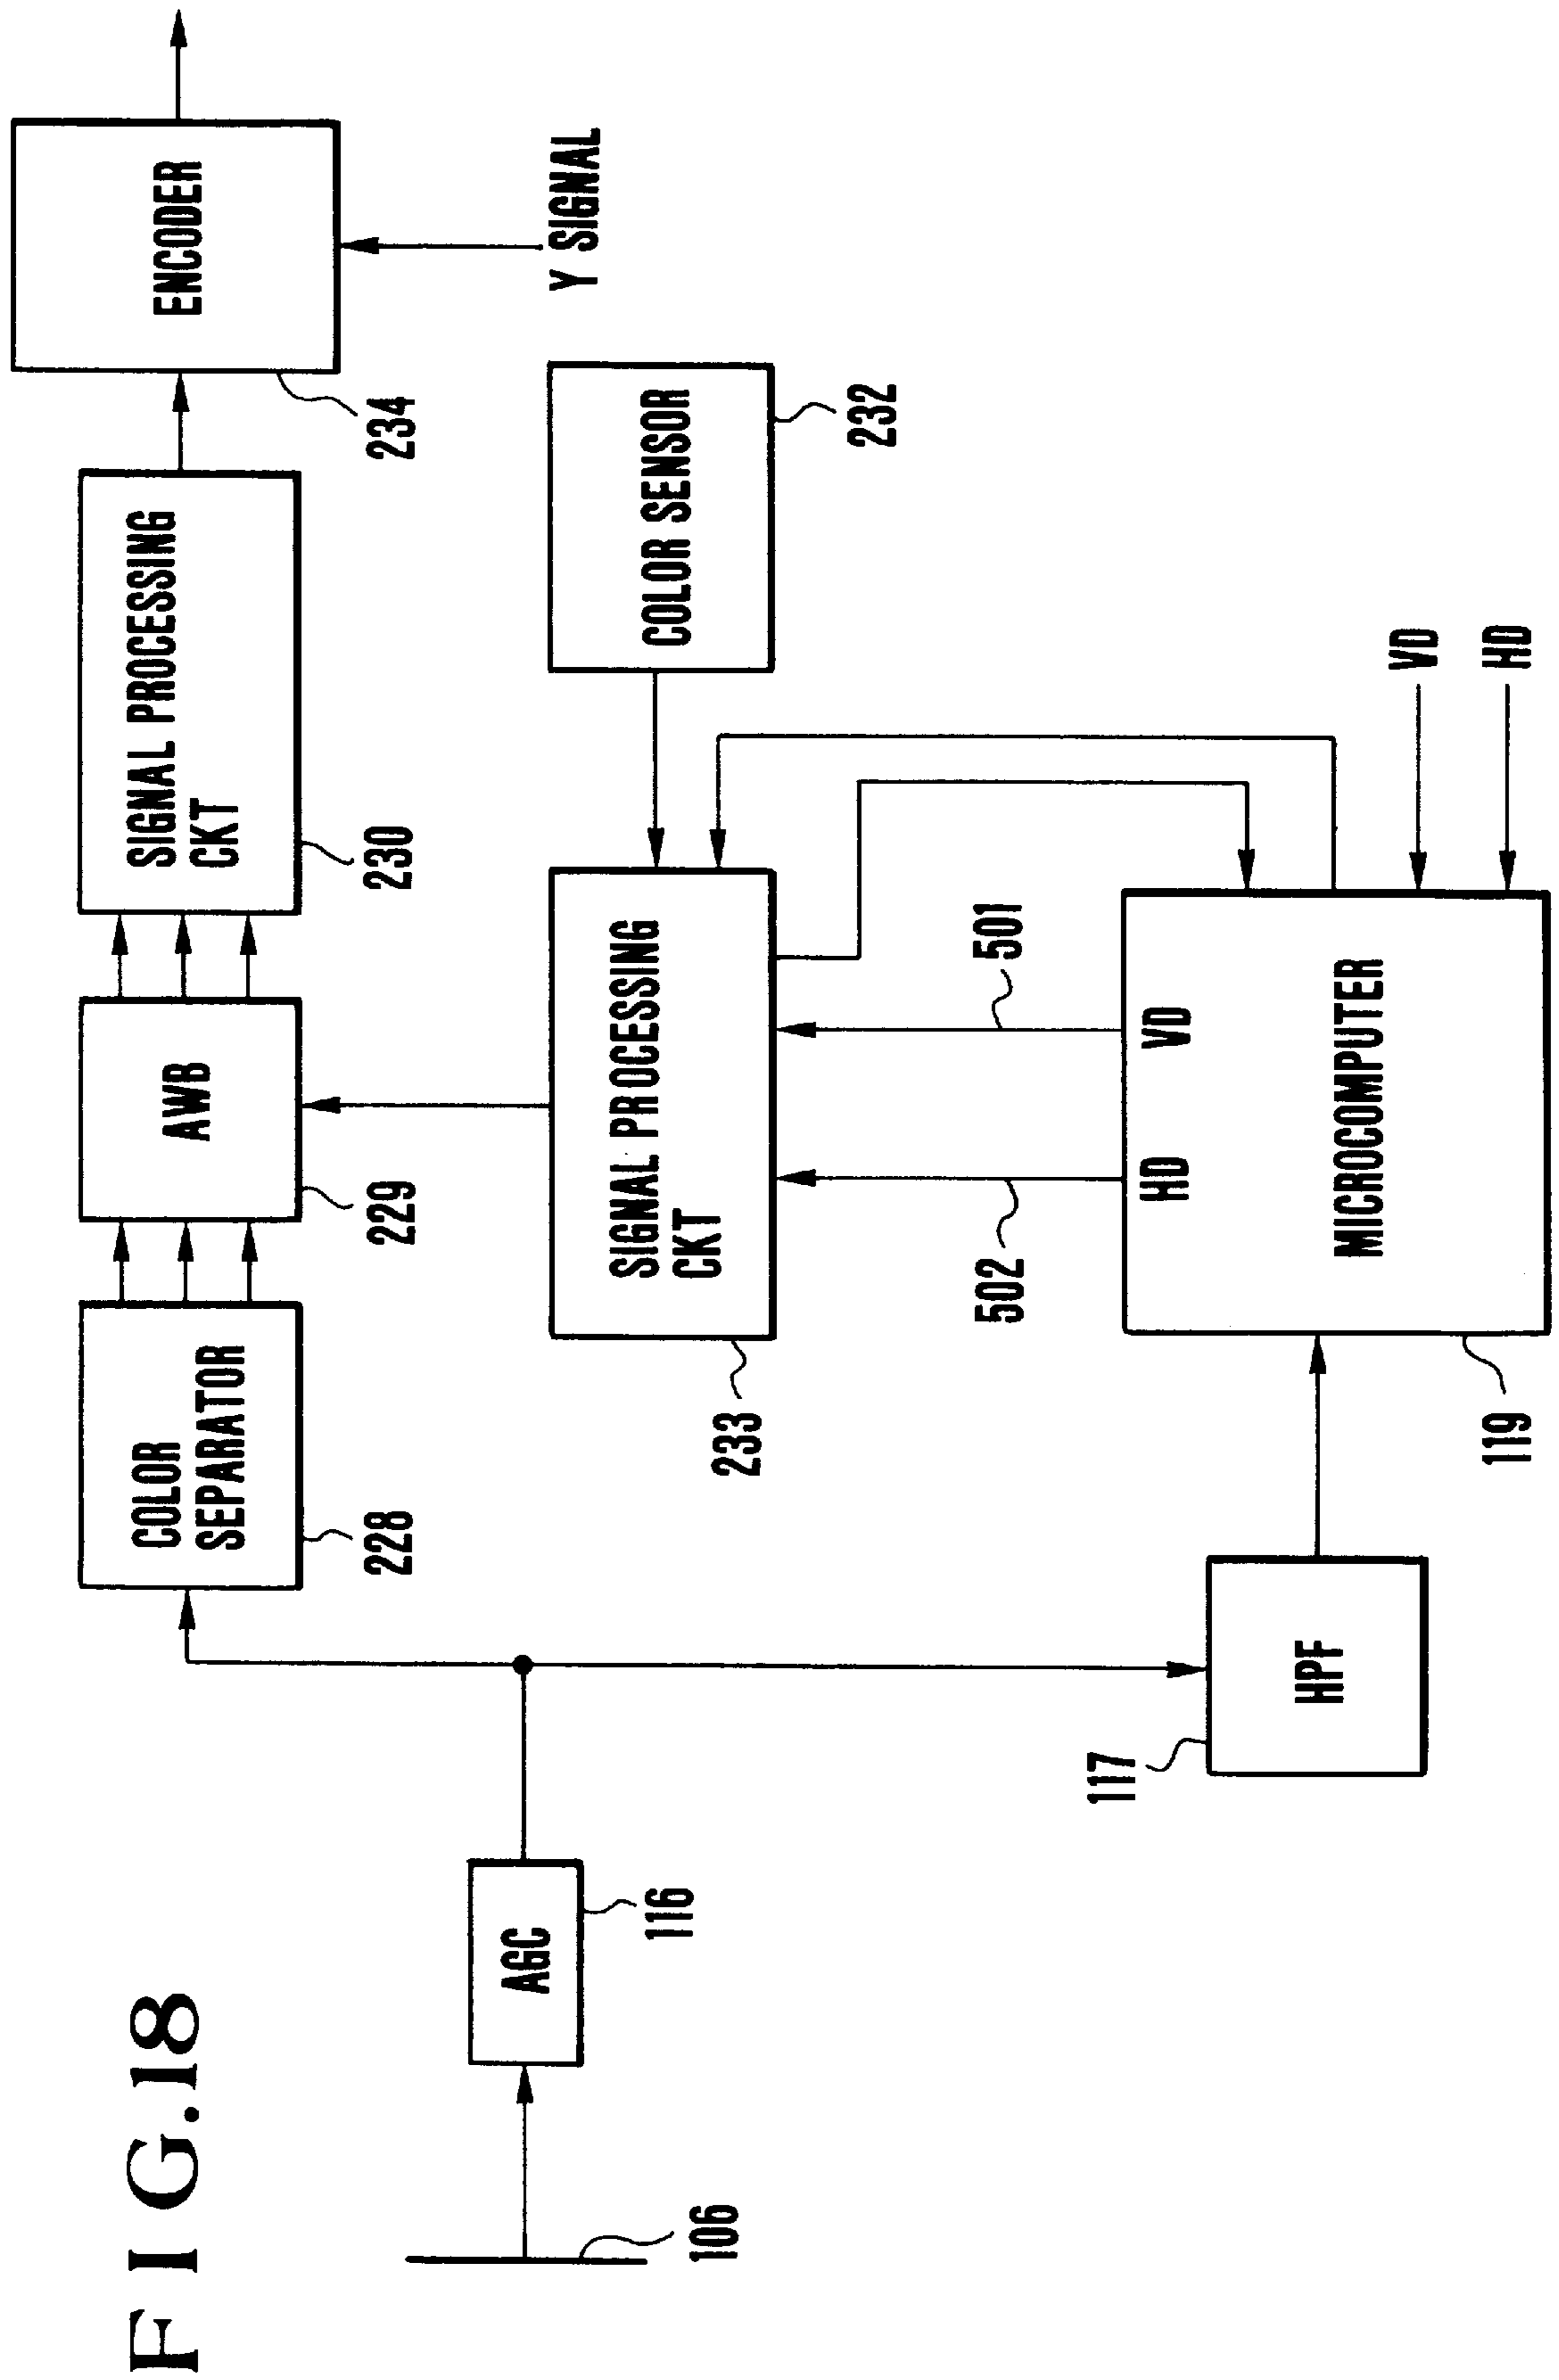 FIG.18
106
AGC
116
COLOR
SEPARATOR
228
AWB
229
SIGNAL PROCESSING
CKT
230
ENCODER
234
Y SIGNAL
COLOR SENSOR
232
SIGNAL PROCESSING
CKT
233
502
501
HD
VD
MICROCOMPUTER
119
VD
HD
HPF
117